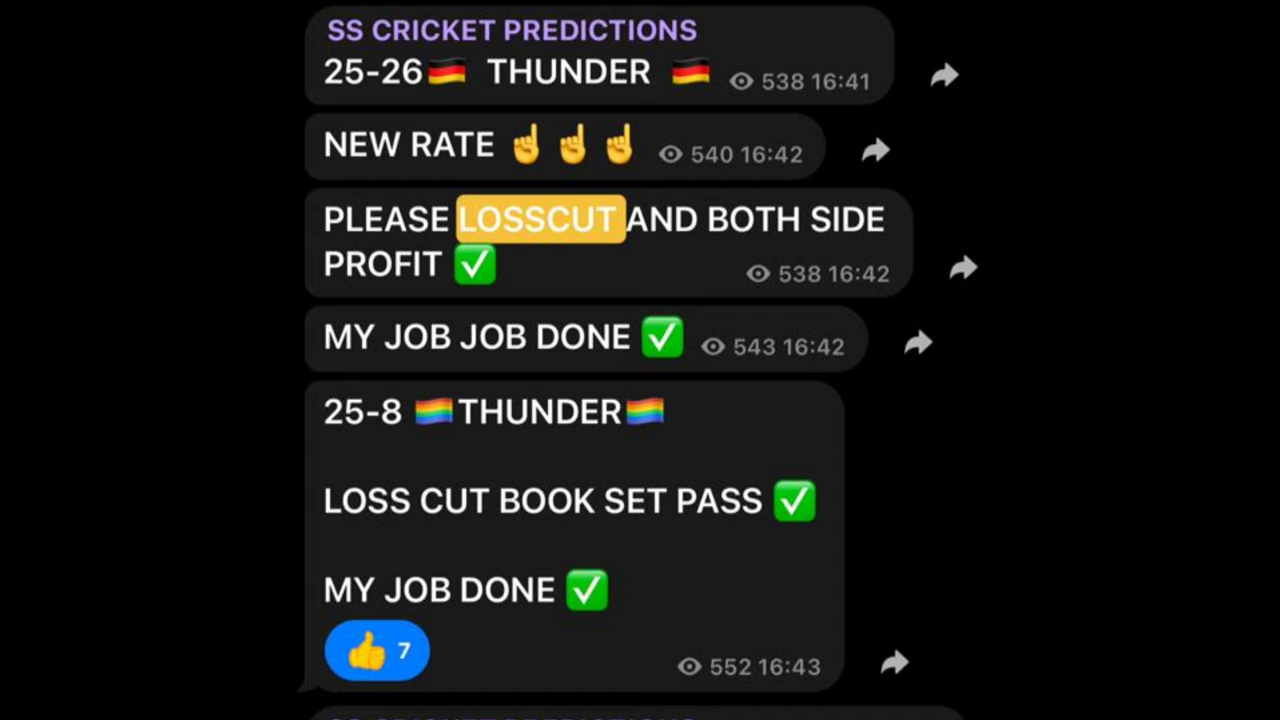 SS CRICKET PREDICTIONS
25-26🇩🇪 THUNDER 🇩🇪 538 16:41
NEW RATE ☝️☝️☝️ 540 16:42
PLEASE LOSSCUT AND BOTH SIDE
PROFIT ✅ 538 16:42
MY JOB JOB DONE ✅ 543 16:42
25-8 🏳️‍🌈THUNDER🏳️‍🌈
LOSS CUT BOOK SET PASS ✅
MY JOB DONE ✅
👍 7 552 16:43